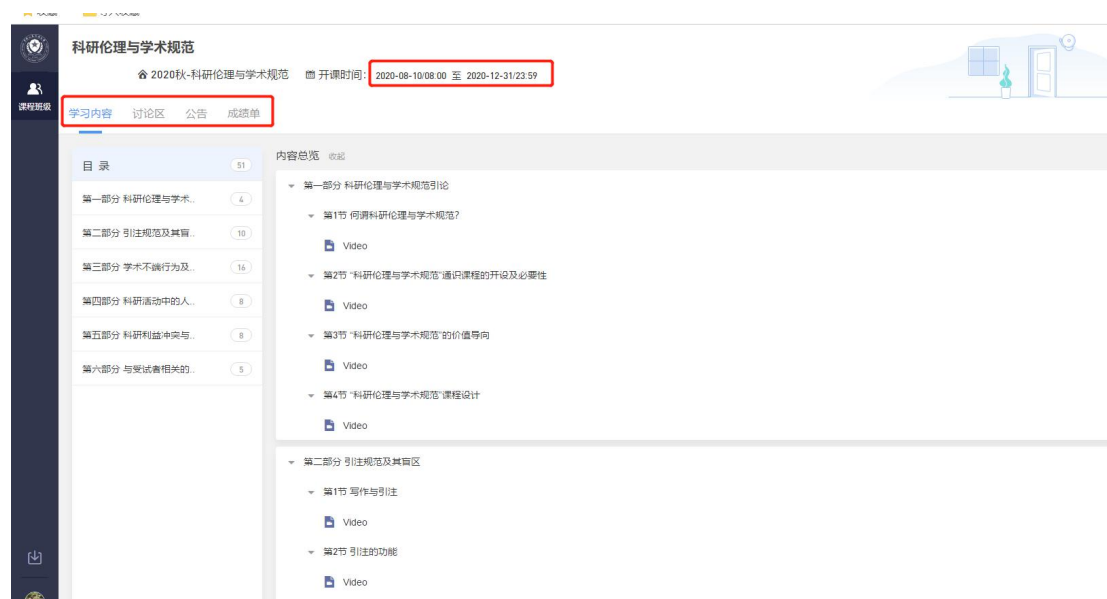 科研伦理与学术规范
2020秋-科研伦理与学术规范 开课时间: 2020-08-10/08:00 至 2020-12-31/23:59
课程班级
学习内容 讨论区 公告 成绩单
目录 51
第一部分 科研伦理与学术.. 4
第二部分 引注规范及其盲.. 10
第三部分 学术不端行为及.. 16
第四部分 科研活动中的人.. 8
第五部分 科研利益冲突与.. 8
第六部分 与受试者相关的.. 5
内容总览 收起
第一部分 科研伦理与学术规范引论
第1节 何谓科研伦理与学术规范?
Video
第2节 “科研伦理与学术规范”通识课程的开设及必要性
Video
第3节 “科研伦理与学术规范”的价值导向
Video
第4节 “科研伦理与学术规范”课程设计
Video
第二部分 引注规范及其盲区
第1节 写作与引注
Video
第2节 引注的功能
Video